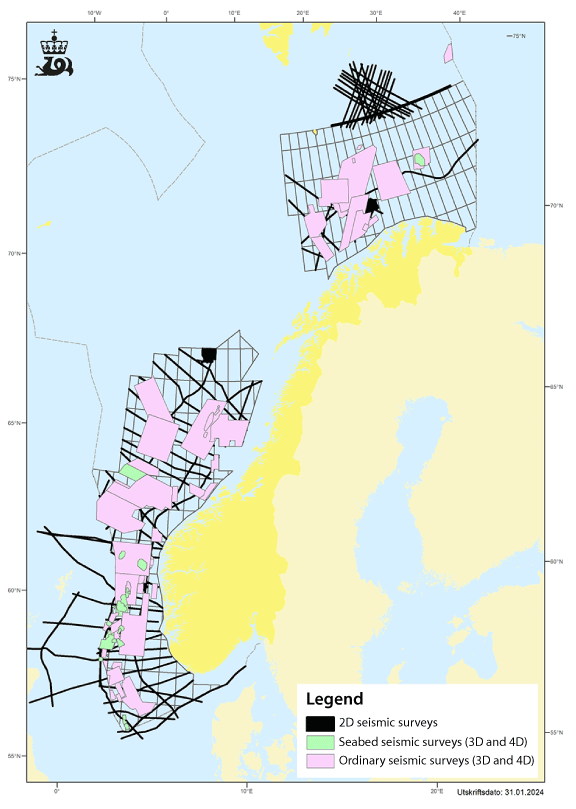 10°W 0° 10°E 20°E 30°E 40°E
75°N
75°N
70°N
70°N
65°N
65°N
60°N
60°N
55°N
55°N
Legend
2D seismic surveys
Seabed seismic surveys (3D and 4D)
Ordinary seismic surveys (3D and 4D)
0° 10°E 20°E
Utskriftsdato: 31.01.2024